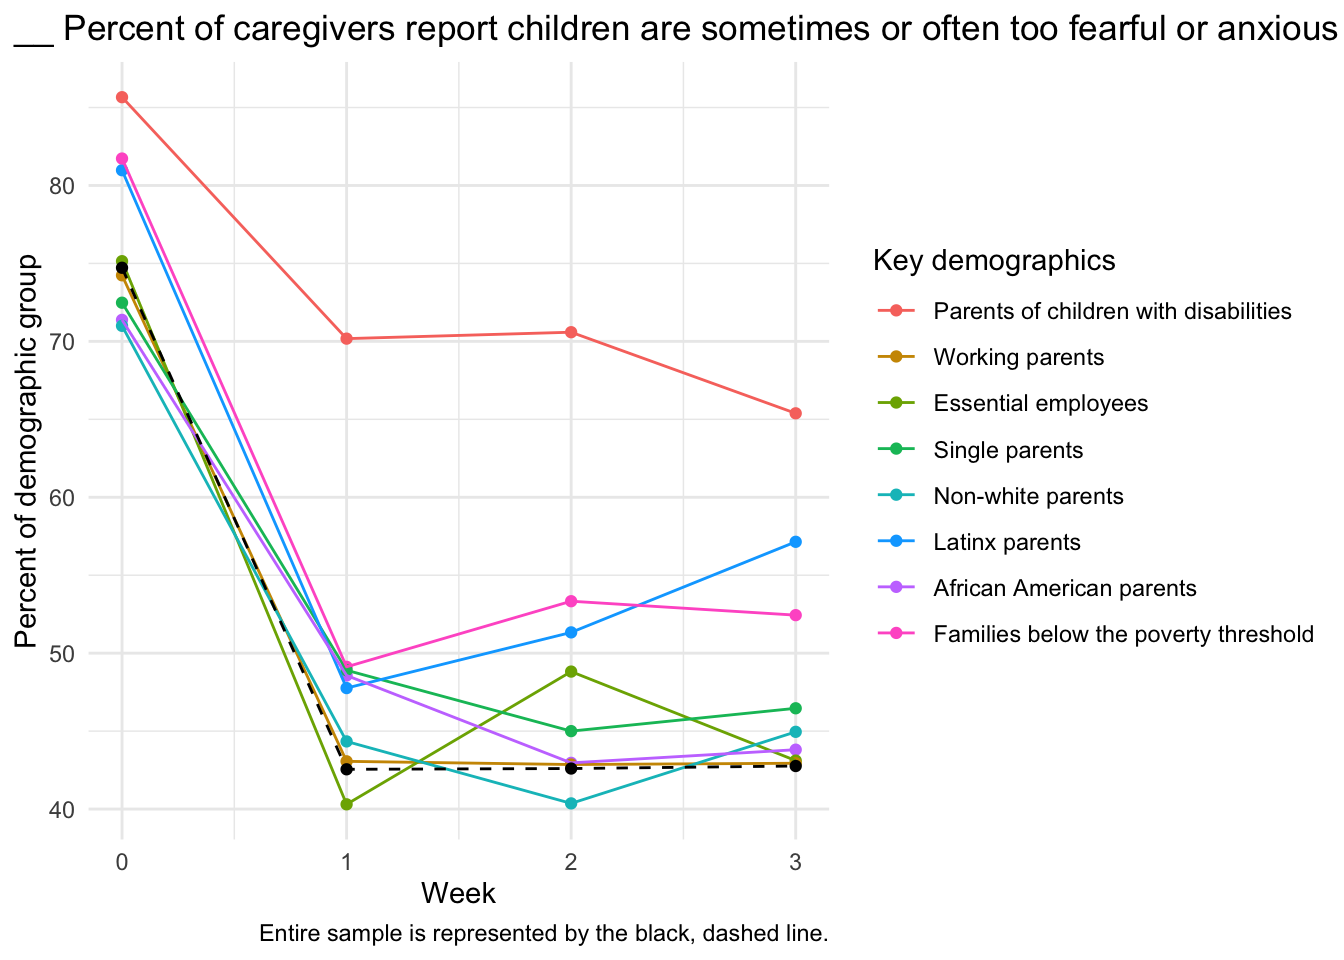 __ Percent of caregivers report children are sometimes or often too fearful or anxious
Percent of demographic group
80
70
60
50
40
0 1 2 3
Week
Key demographics
Parents of children with disabilities
Working parents
Essential employees
Single parents
Non-white parents
Latinx parents
African American parents
Families below the poverty threshold
Entire sample is represented by the black, dashed line.